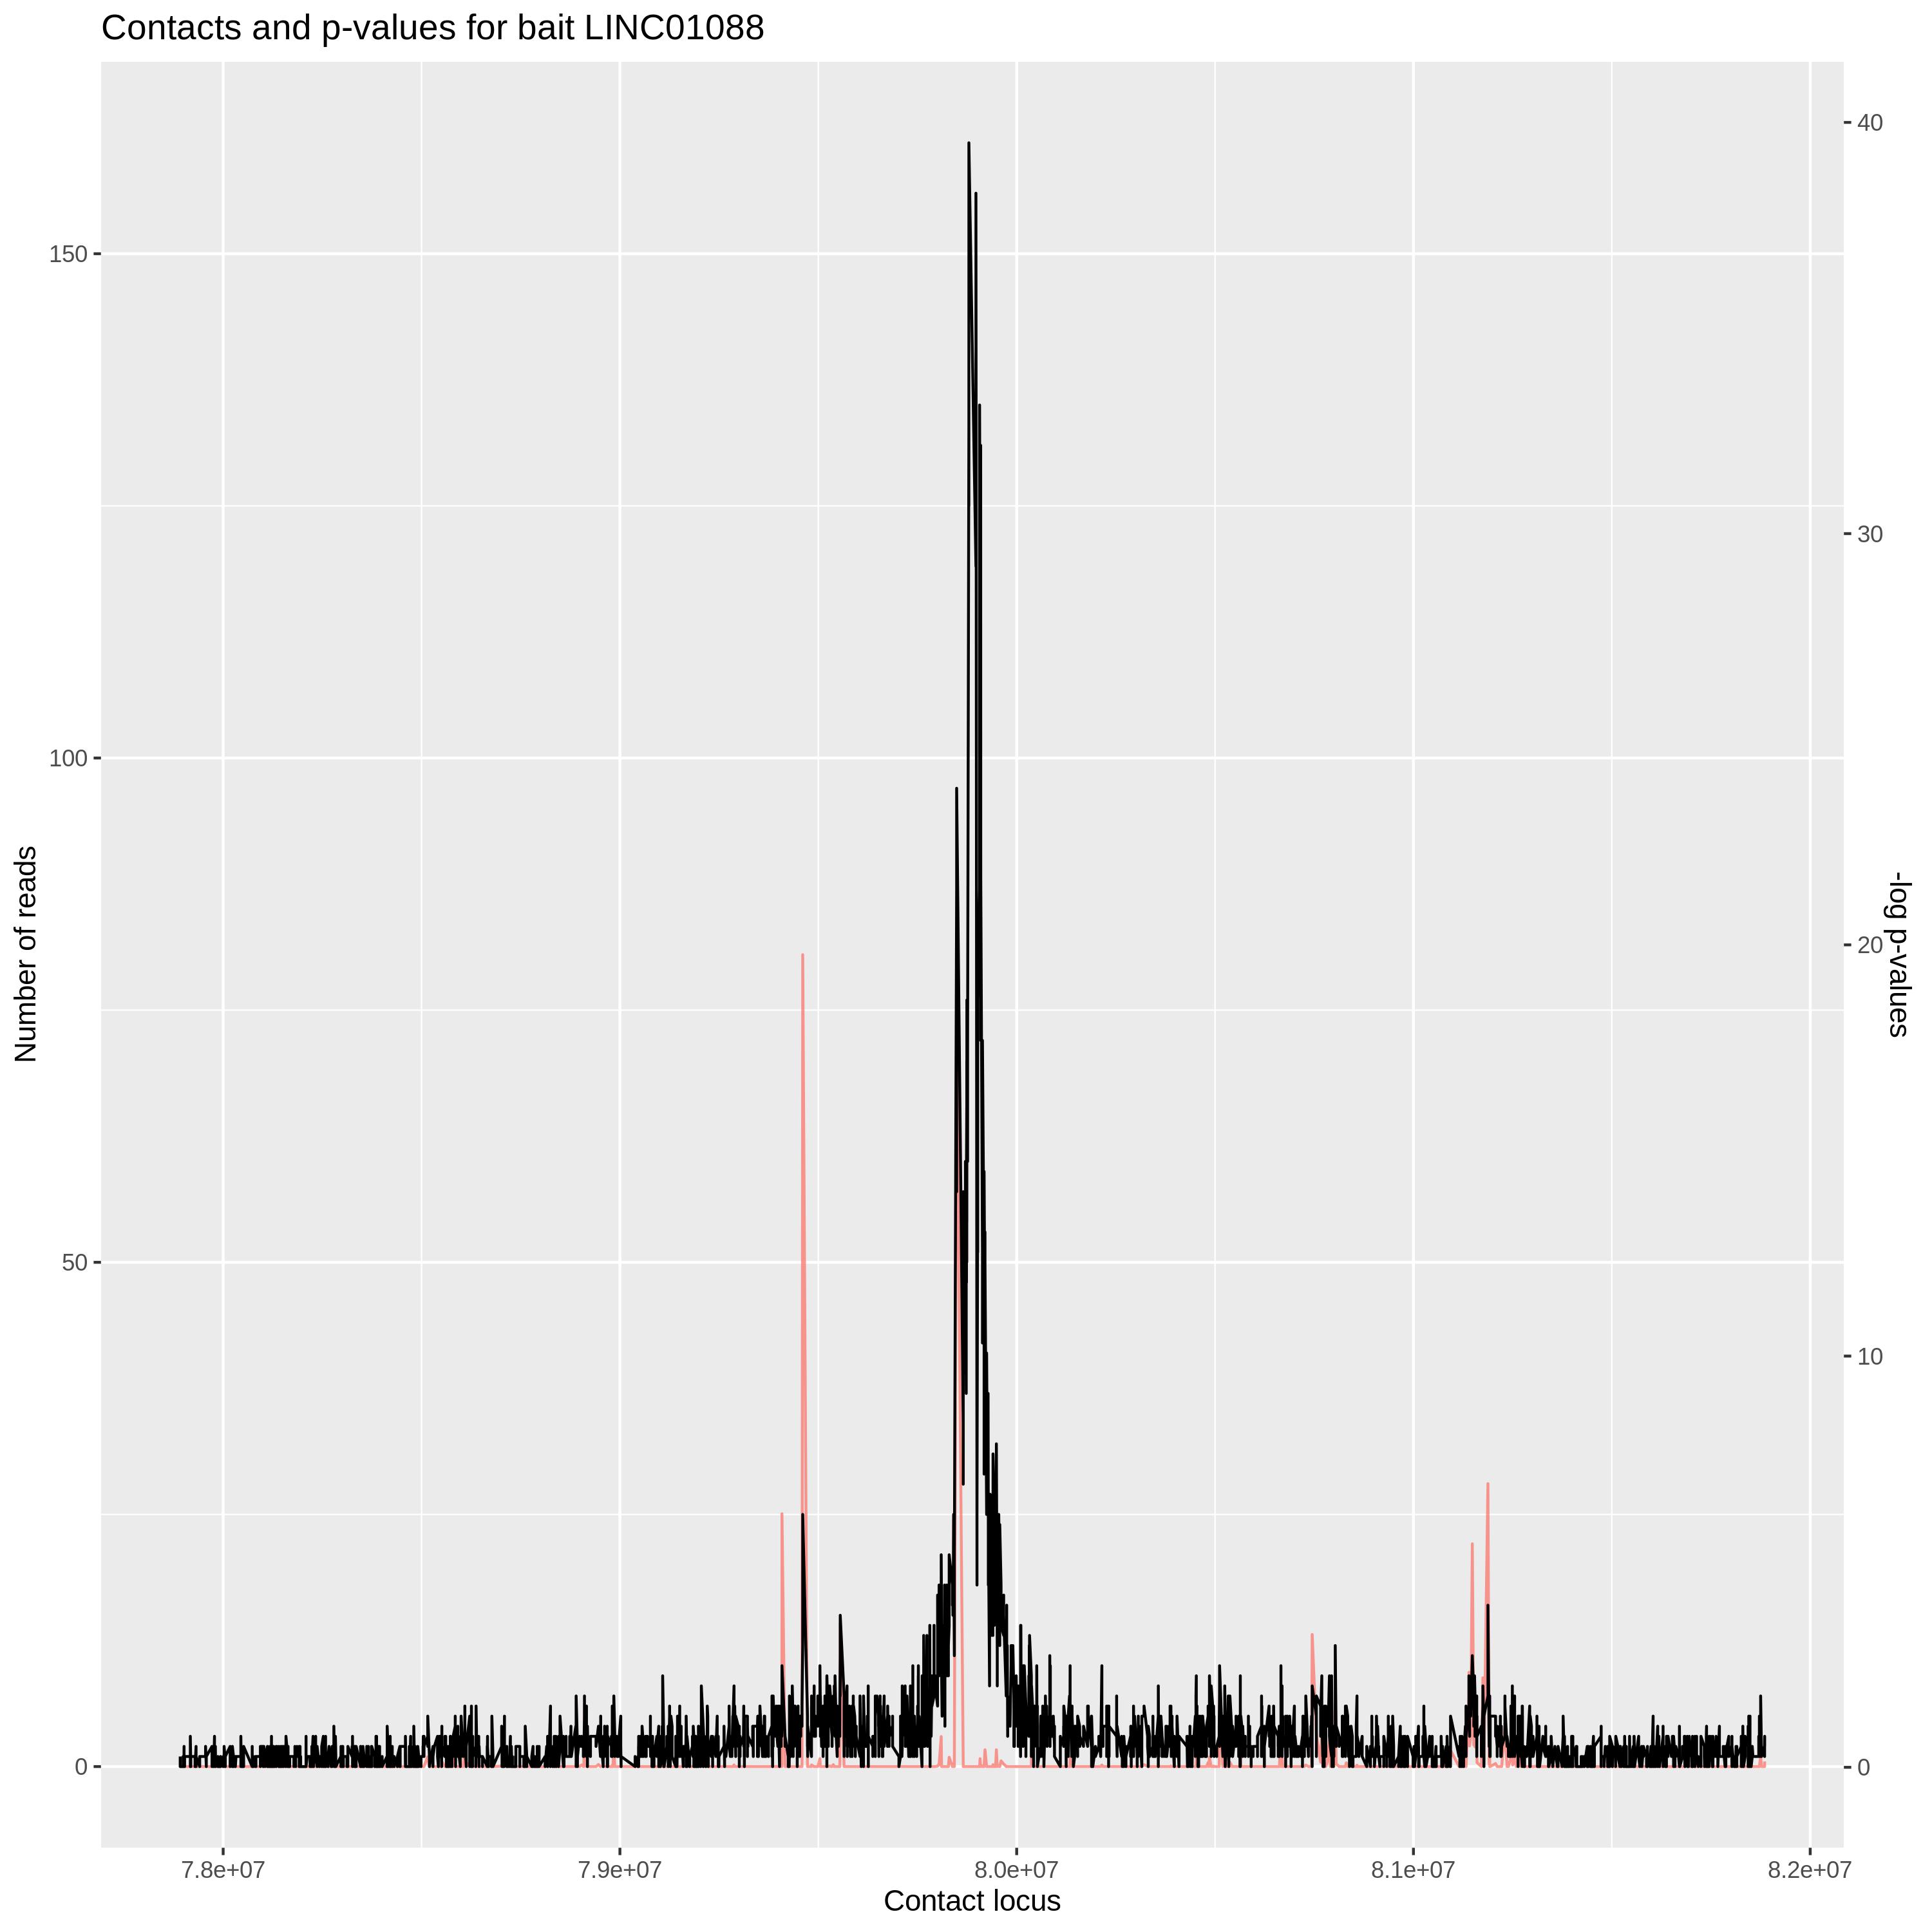 Contacts and p-values for bait LINC01088
40
150
30
100
20
50
10
0
0
Number of reads
-log p-values
7.8e+07
7.9e+07
8.0e+07
8.1e+07
8.2e+07
Contact locus